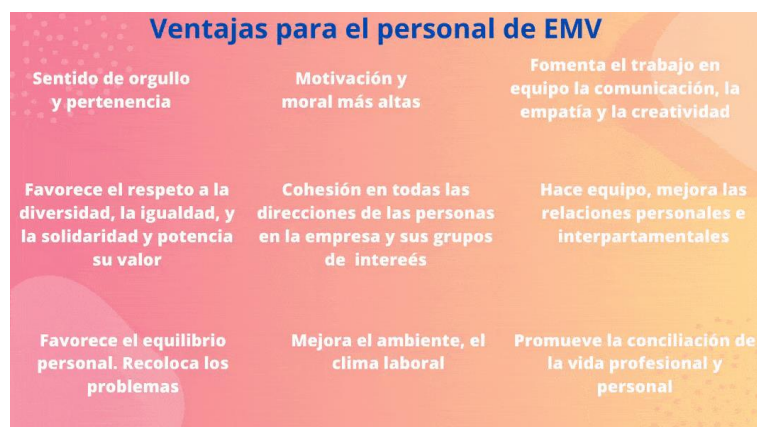 Ventajas para el personal de EMV
Sentido de orgullo
y pertenencia
Motivación y
moral más altas
Fomenta el trabajo en
equipo la comunicación, la
empatía y la creatividad
Favorece el respeto a la
diversidad, la igualdad, y
la solidaridad y potencia
su valor
Cohesión en todas las
direcciones de las personas
en la empresa y sus grupos
de intereés
Hace equipo, mejora las
relaciones personales e
interpartamentales
Favorece el equilibrio
personal. Recoloca los
problemas
Mejora el ambiente, el
clima laboral
Promueve la conciliación de
la vida profesional y
personal